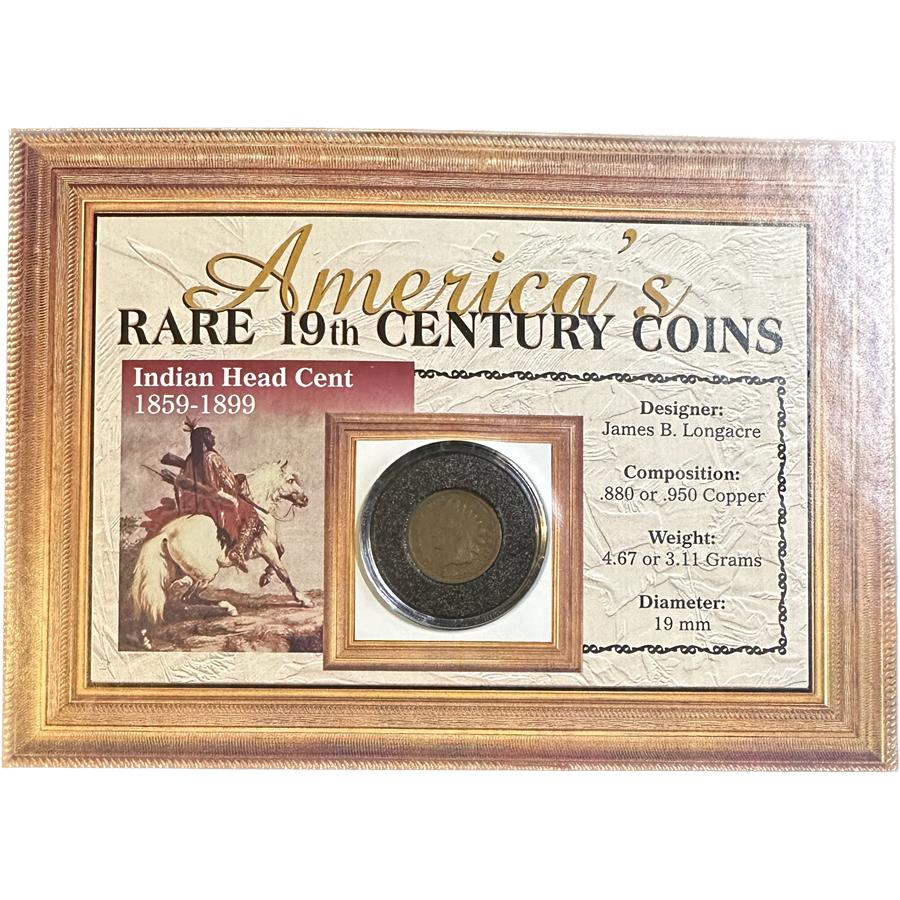 America's
RARE 19th CENTURY COINS
Indian Head Cent
1859-1899
Designer:
James B. Longacre
Composition:
.880 or .950 Copper
Weight:
4.67 or 3.11 Grams
Diameter:
19 mm